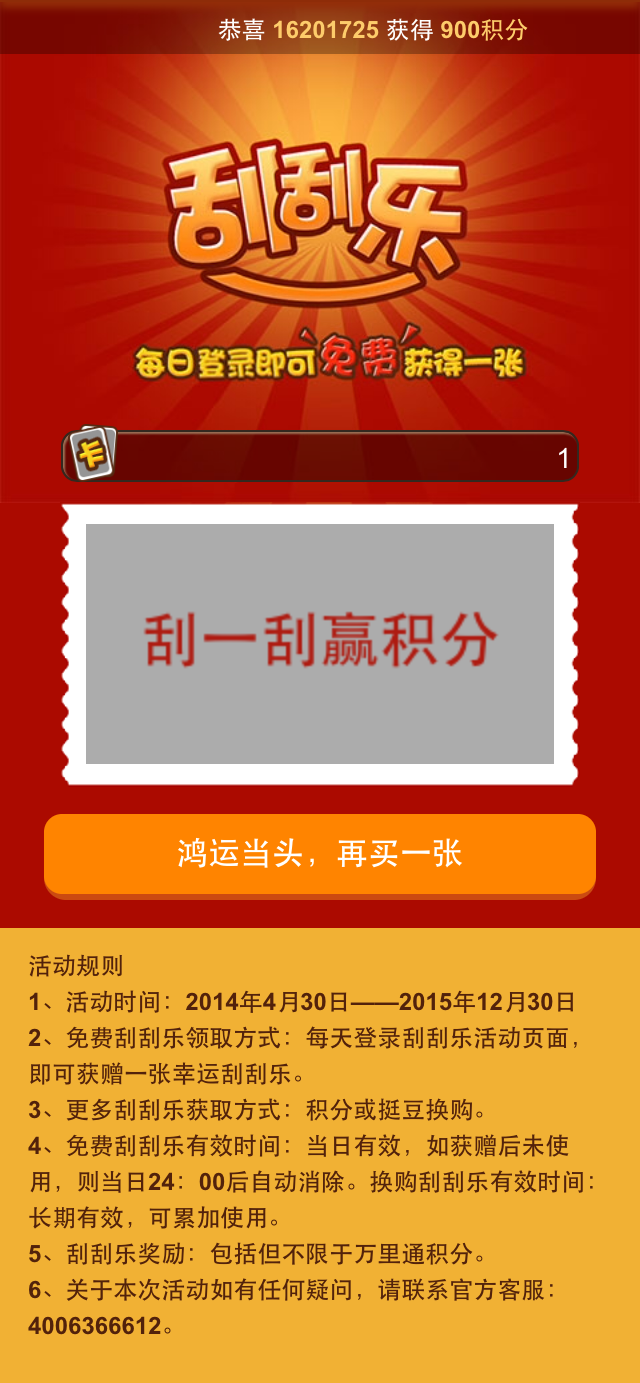 恭喜 16201725 获得 900积分
刮刮乐
每日登录即可免费获得一张
卡
1
刮一刮赢积分
鸿运当头，再买一张
活动规则
1、活动时间：2014年4月30日——2015年12月30日
2、免费刮刮乐领取方式：每天登录刮刮乐活动页面，
即可获赠一张幸运刮刮乐。
3、更多刮刮乐获取方式：积分或挺豆换购。
4、免费刮刮乐有效时间：当日有效，如获赠后未使
用，则当日24：00后自动消除。换购刮刮乐有效时间：
长期有效，可累加使用。
5、刮刮乐奖励：包括但不限于万里通积分。
6、关于本次活动如有任何疑问，请联系官方客服：
4006366612。